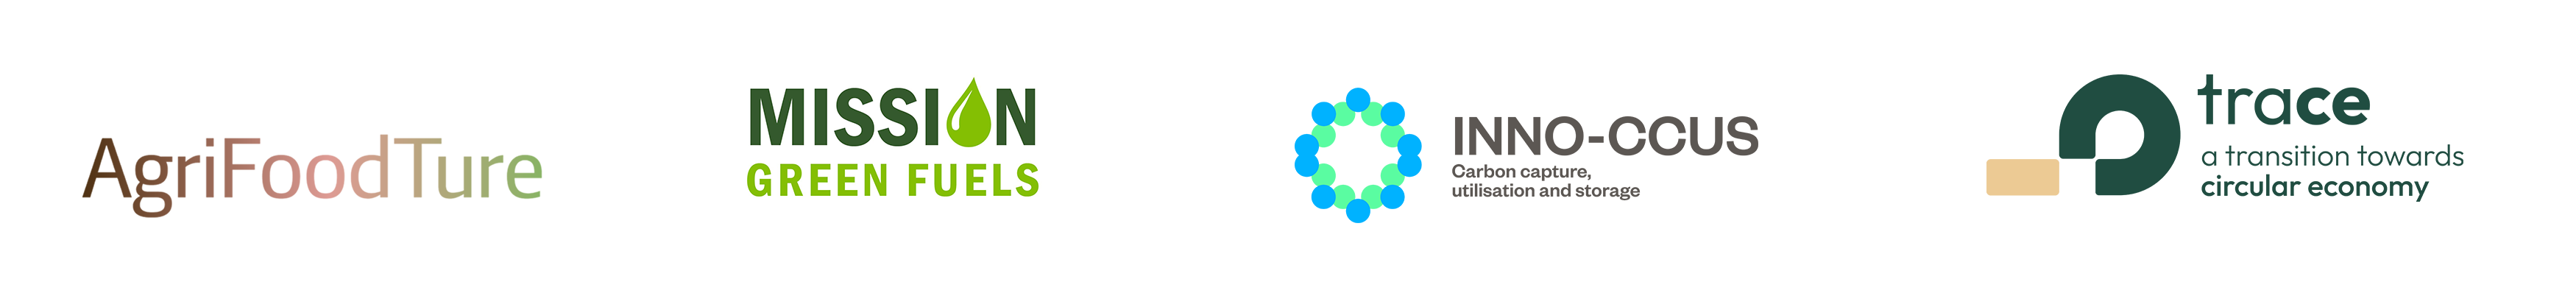 AgriFoodTure
MISSION
GREEN FUELS
INNO-CCUS
Carbon capture,
utilisation and storage
trace
a transition towards
circular economy